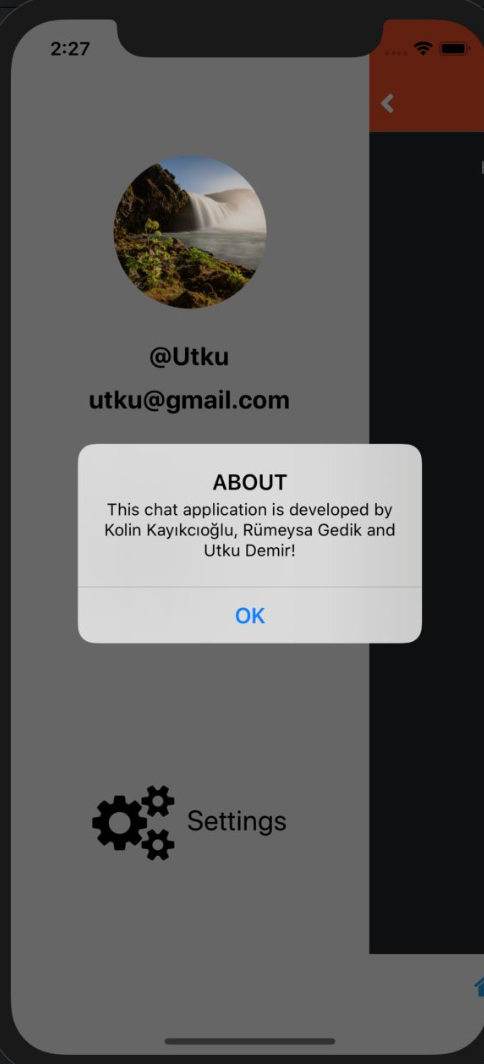 2:27
@Utku
utku@gmail.com
ABOUT
This chat application is developed by
Kolin Kayıkcıoğlu, Rümeysa Gedik and
Utku Demir!
OK
Settings